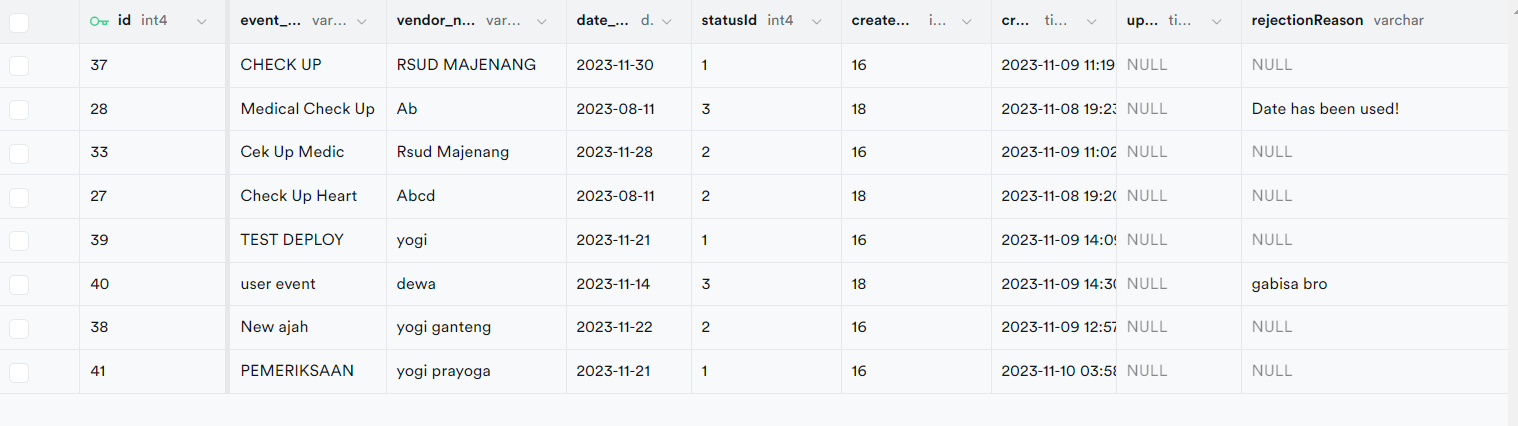 id int4 event_... var... vendor_n... var... date_... d. statusId int4 create... i... cr... ti... up... ti... rejectionReason varchar
37 CHECK UP RSUD MAJENANG 2023-11-30 1 16 2023-11-09 11:19 NULL NULL
28 Medical Check Up Ab 2023-08-11 3 18 2023-11-08 19:23 NULL Date has been used!
33 Cek Up Medic Rsud Majenang 2023-11-28 2 16 2023-11-09 11:02 NULL NULL
27 Check Up Heart Abcd 2023-08-11 2 18 2023-11-08 19:20 NULL NULL
39 TEST DEPLOY yogi 2023-11-21 1 16 2023-11-09 14:09 NULL NULL
40 user event dewa 2023-11-14 3 18 2023-11-09 14:30 NULL gabisa bro
38 New ajah yogi ganteng 2023-11-22 2 16 2023-11-09 12:57 NULL NULL
41 PEMERIKSAAN yogi prayoga 2023-11-21 1 16 2023-11-10 03:58 NULL NULL